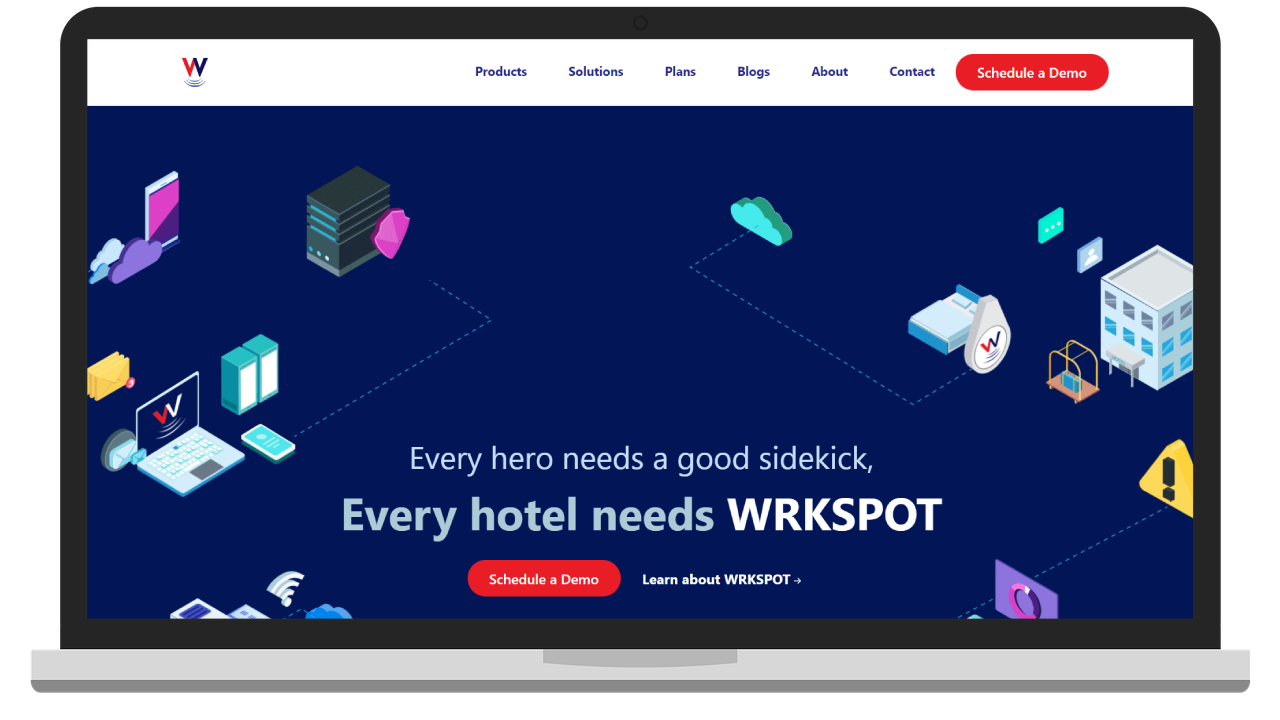 W
Products Solutions Plans Blogs About Contact Schedule a Demo
W
3
W
Every hero needs a good sidekick,
Every hotel needs WRKSPOT
Schedule a Demo Learn about WRKSPOT →